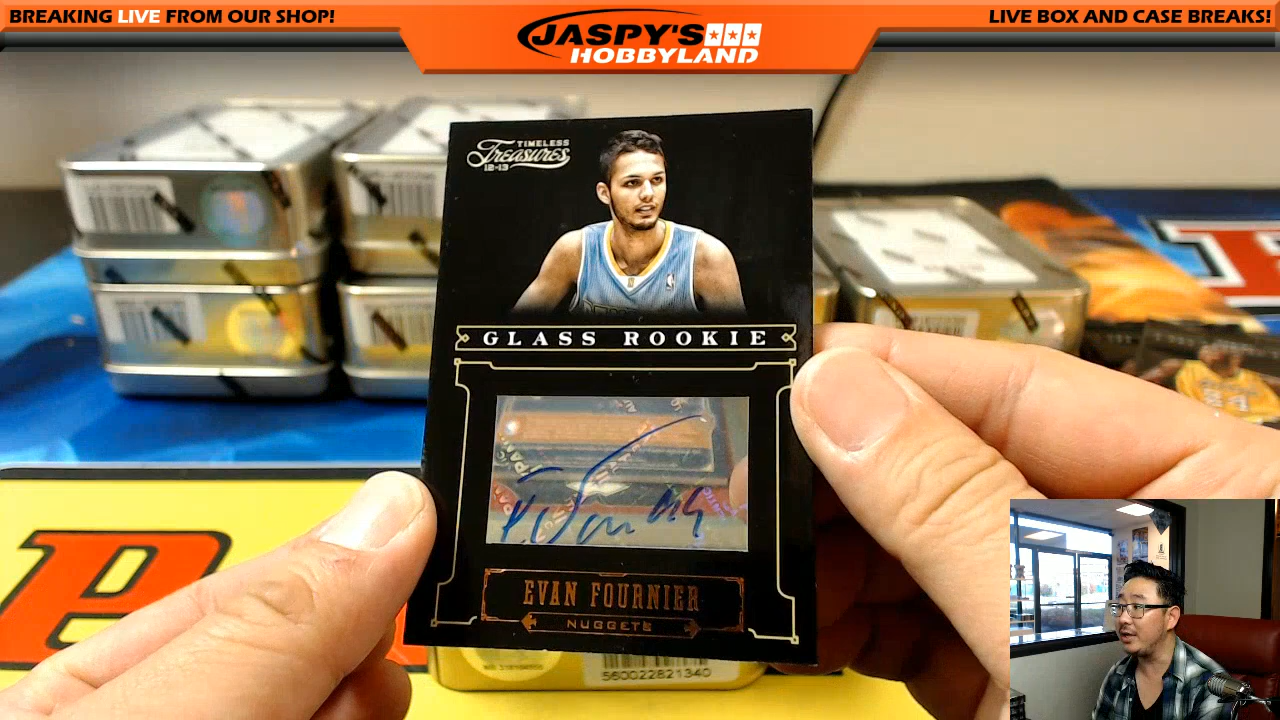 BREAKING LIVE FROM OUR SHOP!
JASPY'S
HOBBYLAND
LIVE BOX AND CASE BREAKS!
TIMELESS
Treasures
12-13
GLASS ROOKIE
EVAN FOURNIER
NUGGETS
560022821340